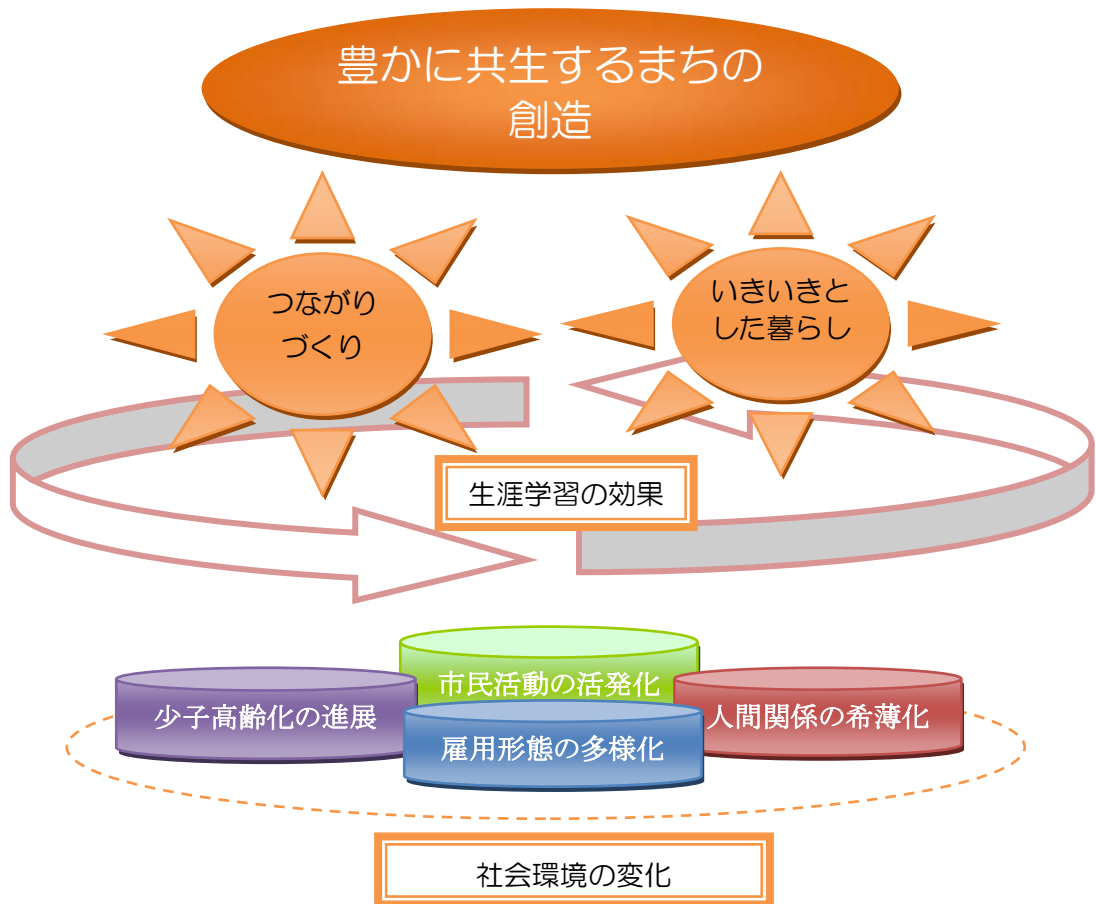 豊かに共生するまちの
創造
つながり
づくり
いきいきと
した暮らし
生涯学習の効果
市民活動の活発化
少子高齢化の進展
人間関係の希薄化
雇用形態の多様化
社会環境の変化